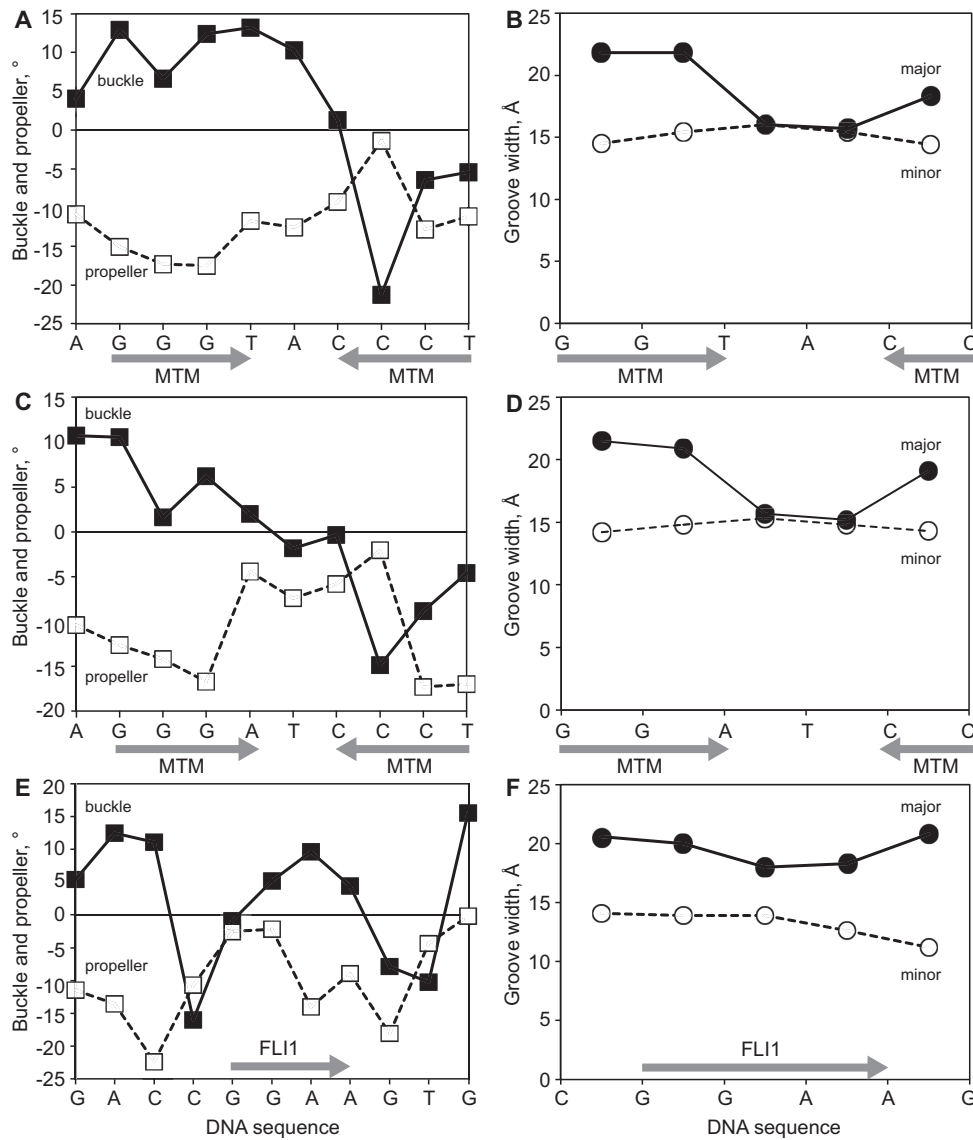 A
Buckle and propeller, °
15
10
5
0
-5
-10
-15
-20
-25
buckle
propeller
A G G G T A C C C T
MTM MTM
B
Groove width, Å
25
20
15
10
5
0
major
minor
G G T A C C
MTM MTM
C
Buckle and propeller, °
15
10
5
0
-5
-10
-15
-20
buckle
propeller
A G G G A T C C C T
MTM MTM
D
Groove width, Å
25
20
15
10
5
0
major
minor
G G A T C C
MTM MTM
E
Buckle and propeller, °
20
15
10
5
0
-5
-10
-15
-20
-25
buckle
propeller
FLI1
G A C C G G A A G T G
DNA sequence
F
Groove width, Å
25
20
15
10
5
0
major
minor
FLI1
C G G A A G
DNA sequence